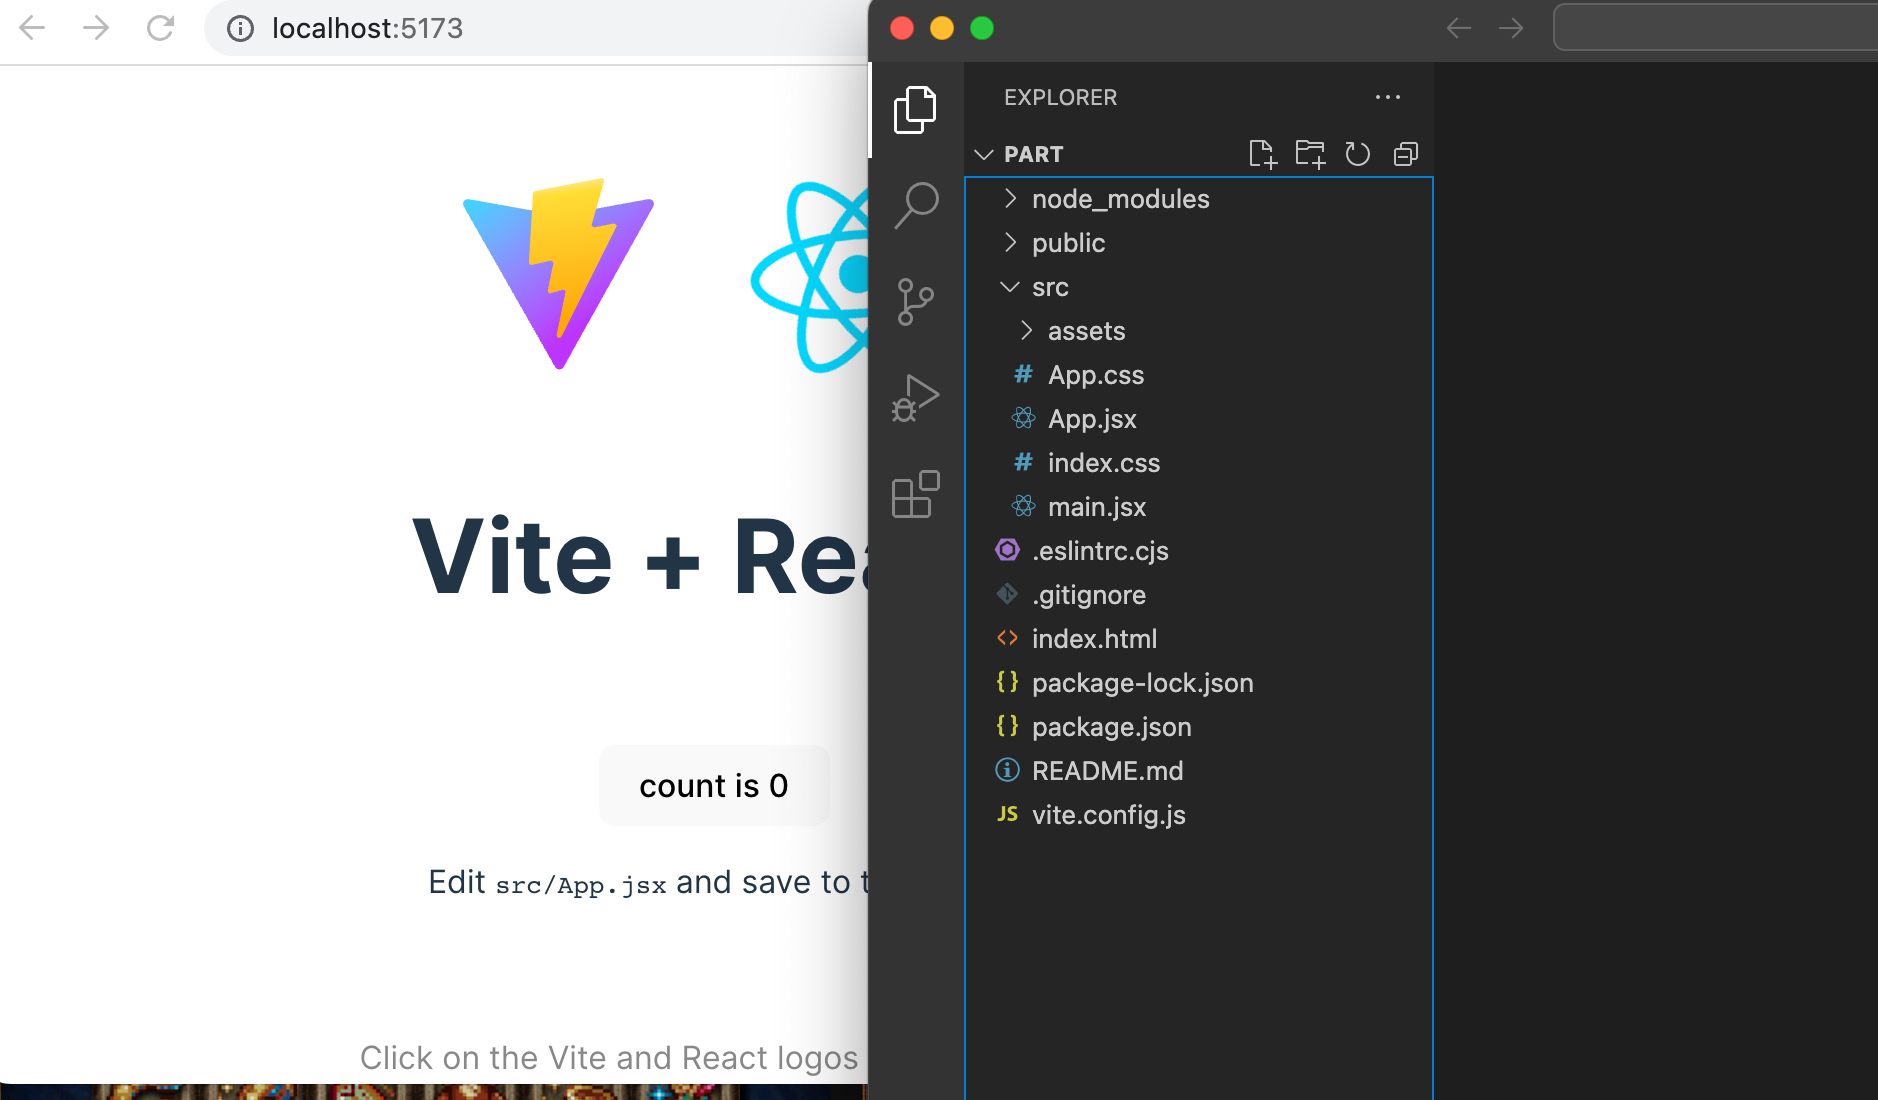 localhost:5173
Vite + Rea
count is 0
Edit src/App.jsx and save to t
Click on the Vite and React logos
EXPLORER
PART
node_modules
public
src
assets
# App.css
App.jsx
# index.css
main.jsx
.eslintrc.cjs
.gitignore
<> index.html
{} package-lock.json
{} package.json
README.md
JS vite.config.js